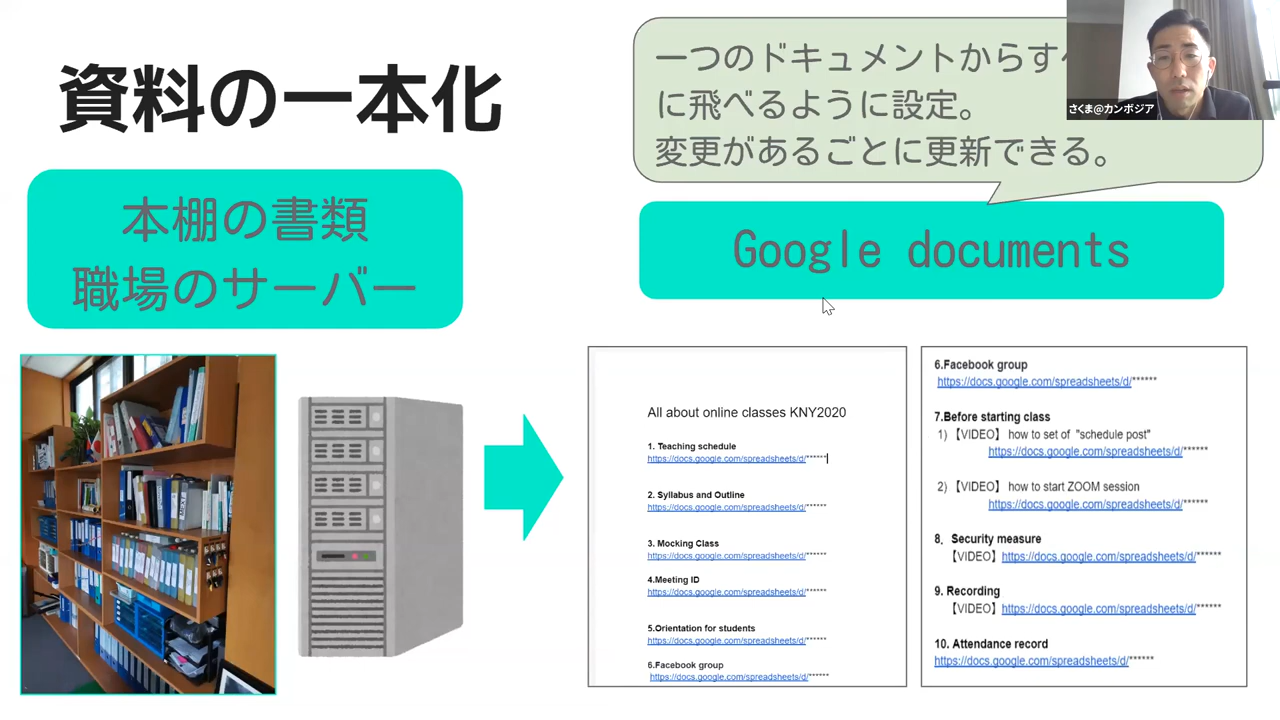 資料の一本化
一つのドキュメントからす
に飛べるように設定。
変更があるごとに更新できる。
さくま@カンボジア
本棚の書類
職場のサーバー
Google documents
All about online classes KNY2020
1. Teaching schedule
https://docs.google.com/spreadsheets/d/******
2. Syllabus and Outline
https://docs.google.com/spreadsheets/d/******
3. Mocking Class
https://docs.google.com/spreadsheets/d/******
4.Meeting ID
https://docs.google.com/spreadsheets/d/******
5.Orientation for students
https://docs.google.com/spreadsheets/d/******
6.Facebook group
https://docs.google.com/spreadsheets/d/******
6.Facebook group
https://docs.google.com/spreadsheets/d/******
7.Before starting class
1) 【VIDEO】 how to set of "schedule post"
https://docs.google.com/spreadsheets/d/******
2) 【VIDEO】 how to start ZOOM session
https://docs.google.com/spreadsheets/d/******
8. Security measure
【VIDEO】https://docs.google.com/spreadsheets/d/******
9. Recording
【VIDEO】https://docs.google.com/spreadsheets/d/******
10. Attendance record
https://docs.google.com/spreadsheets/d/******